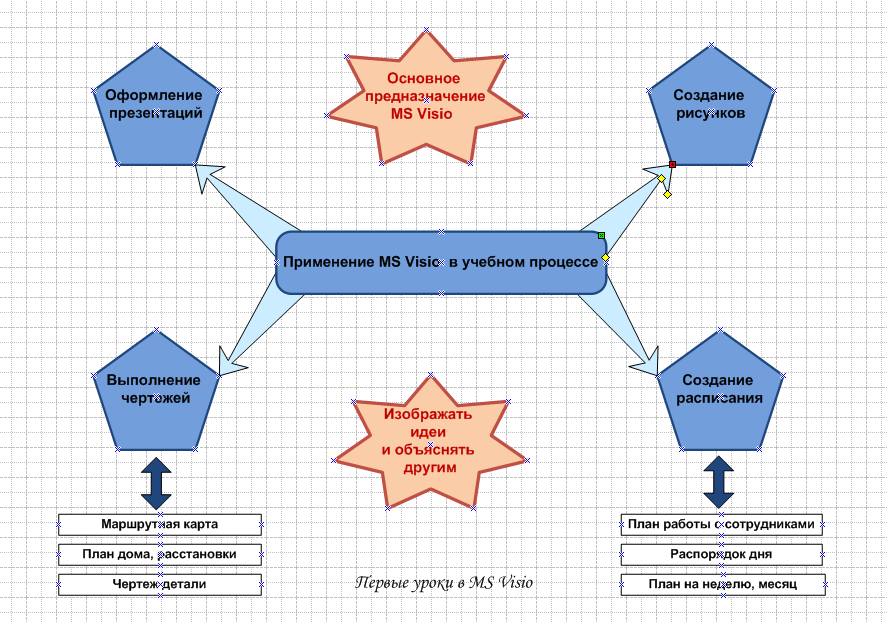 Оформление
презентаций
Основное
предназначение
MS Visio
Создание
рисунков
Применение MS Visio в учебном процессе
Выполнение
чертежей
Изображать
идеи
и объяснять
другим
Создание
расписания
Маршрутная карта
План дома, расстановки
Чертеж детали
План работы с сотрудниками
Распорядок дня
План на неделю, месяц
Первые уроки в MS Visio